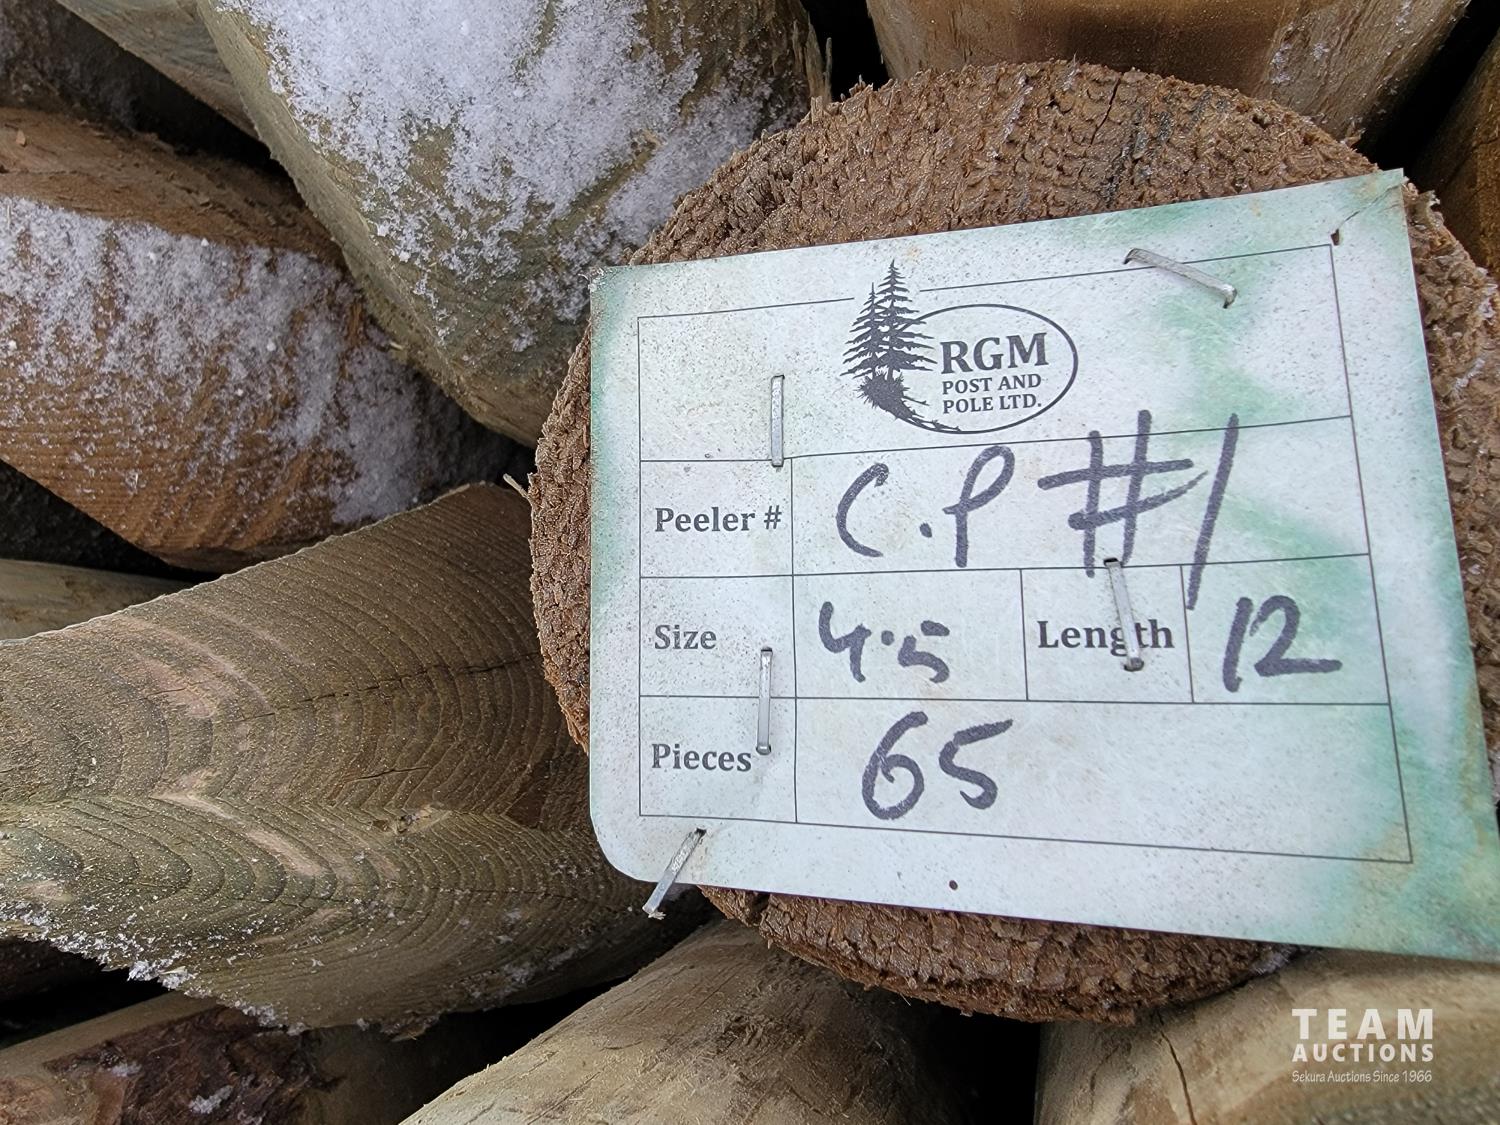 RGM
POST AND
POLE LTD.
Peeler # C.P #1
Size 4.5 Length 12
Pieces 65
TEAM
AUCTIONS
Sekura Auctions Since 1966